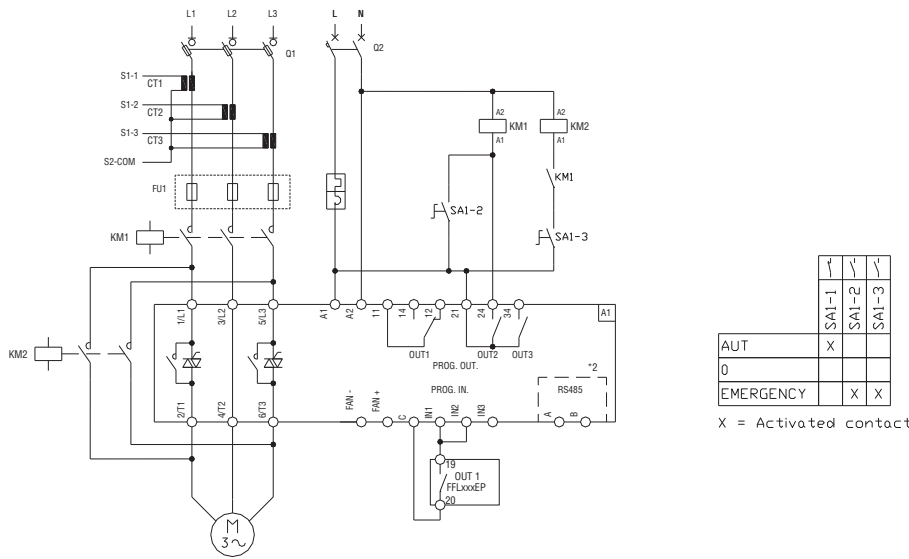 L1 L2 L3 L N
Q1 Q2
S1-1
CT1
S1-2
CT2
S1-3
CT3
S2-COM
FU1
KM1
KM2
A2 KM1 A1
A2 KM2 A1
KM1
SA1-2
SA1-3
1/L1 3/L2 5/L3 A1 A2 11 14 12 21 24 34 A1
OUT1 OUT2 OUT3
PROG. OUT.
PROG. IN.
*2
RS485
2/T1 4/T2 6/T3 FAN - FAN + C IN1 IN2 IN3 A B
19
OUT 1
FFLxxxEP
20
M
3~
SA1-1 SA1-2 SA1-3
AUT X
0
EMERGENCY X X
X = Activated contact